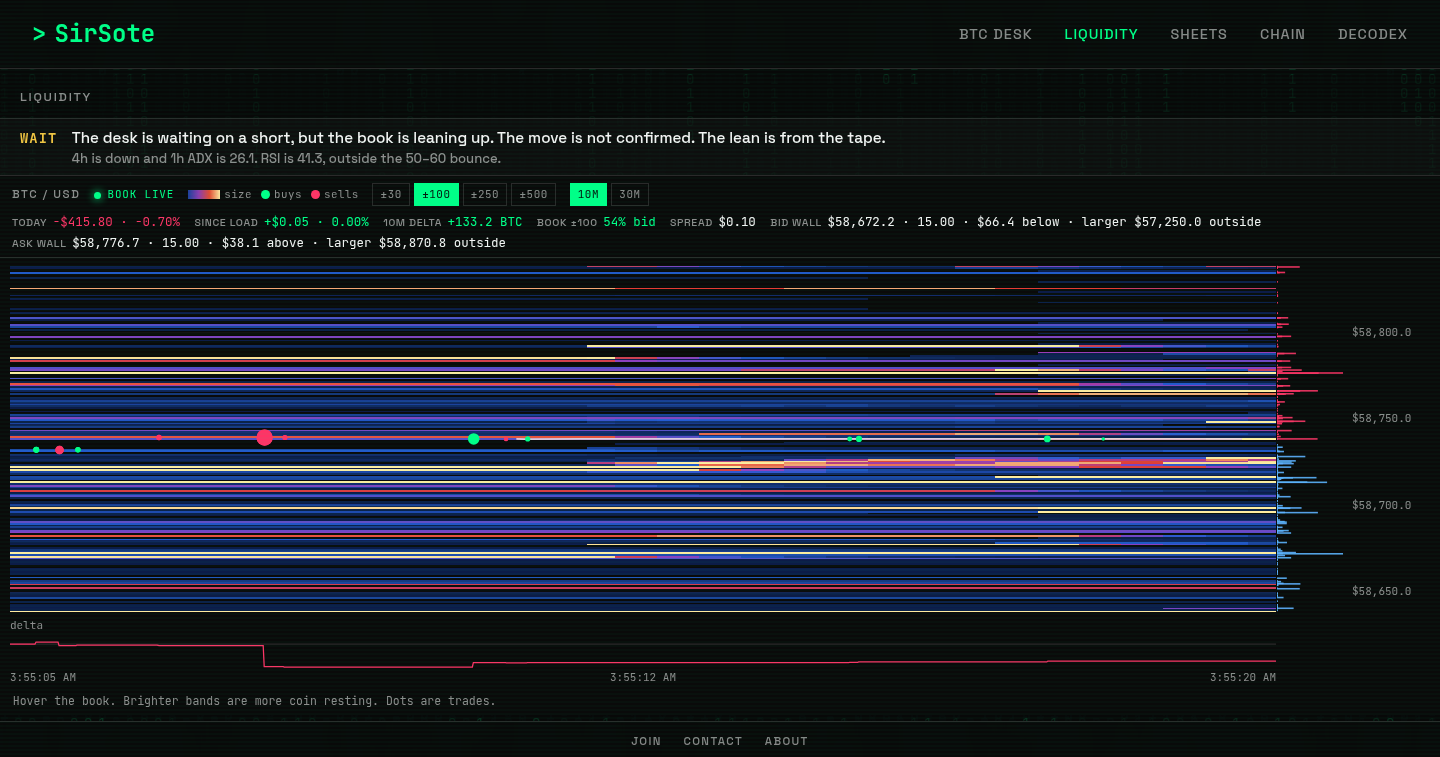 > SirSote
BTC DESK LIQUIDITY SHEETS CHAIN DECODEX
LIQUIDITY
WAIT The desk is waiting on a short, but the book is leaning up. The move is not confirmed. The lean is from the tape.
4h is down and 1h ADX is 26.1. RSI is 41.3, outside the 50–60 bounce.
BTC / USD BOOK LIVE size buys sells ±30 ±100 ±250 ±500 10M 30M
TODAY -$415.80 · -0.70% SINCE LOAD +$0.05 · 0.00% 10M DELTA +133.2 BTC BOOK ±100 54% bid SPREAD $0.10 BID WALL $58,672.2 · 15.00 · $66.4 below · larger $57,250.0 outside
ASK WALL $58,776.7 · 15.00 · $38.1 above · larger $58,870.8 outside
$58,800.0
$58,750.0
$58,700.0
$58,650.0
delta
3:55:05 AM 3:55:12 AM 3:55:20 AM
Hover the book. Brighter bands are more coin resting. Dots are trades.
JOIN CONTACT ABOUT